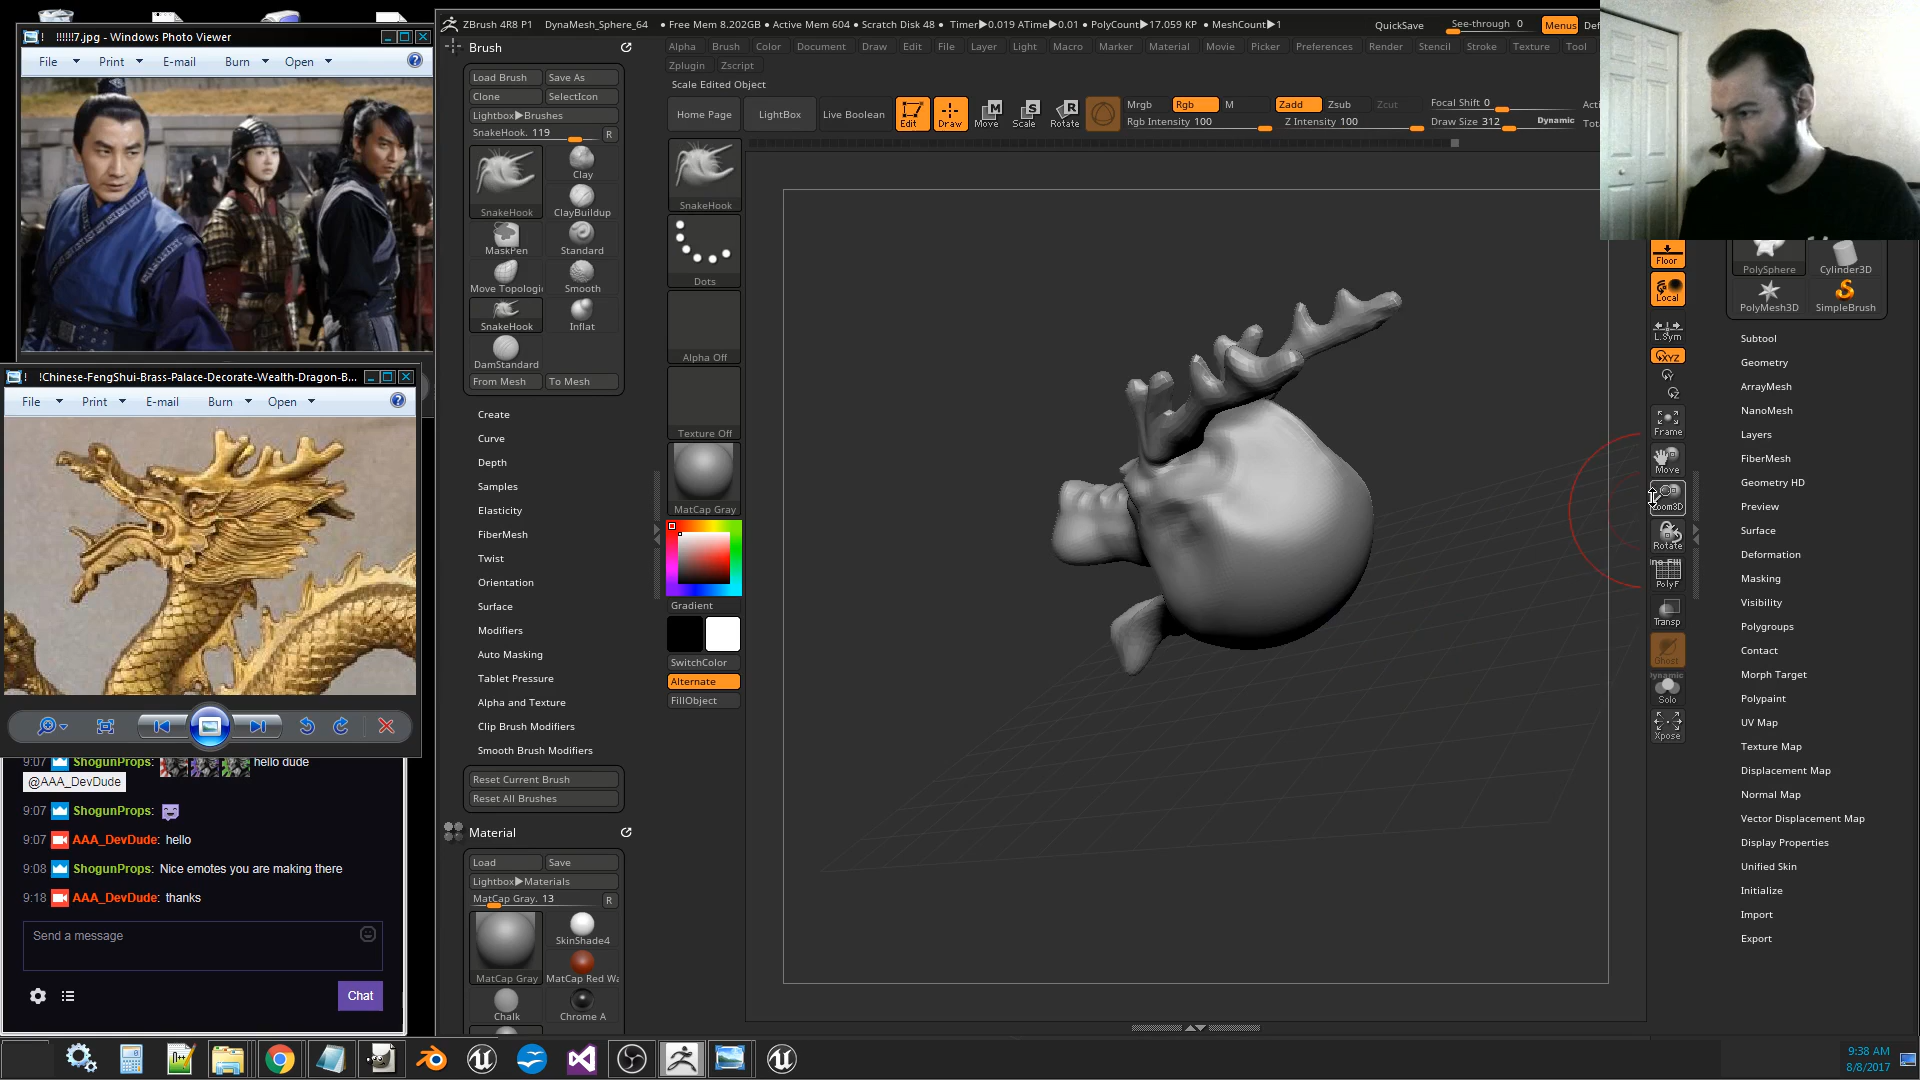 !!!!!!7.jpg - Windows Photo Viewer
File Print E-mail Burn Open
! !Chinese-FengShui-Brass-Palace-Decorate-Wealth-Dragon-B...
File Print E-mail Burn Open
9:07 ShogunProps: hello dude
@AAA_DevDude
9:07 ShogunProps:
9:07 AAA_DevDude: hello
9:08 ShogunProps: Nice emotes you are making there
9:18 AAA_DevDude: thanks
Send a message
Chat
ZBrush 4R8 P1 DynaMesh_Sphere_64 • Free Mem 8.202GB • Active Mem 604 • Scratch Disk 48 • Timer▶0.019 ATime▶0.01 • PolyCount▶17.059 KP • MeshCount▶1
QuickSave See-through 0 Menus
Brush
Load Brush Save As
Clone SelectIcon
Lightbox▶Brushes
SnakeHook. 119 R
SnakeHook Clay
ClayBuildup
MaskPen Standard
Move Topologi Smooth
SnakeHook Inflat
DamStandard
From Mesh To Mesh
Create
Curve
Depth
Samples
Elasticity
FiberMesh
Twist
Orientation
Surface
Modifiers
Auto Masking
Tablet Pressure
Alpha and Texture
Clip Brush Modifiers
Smooth Brush Modifiers
Reset Current Brush
Reset All Brushes
Material
Load Save
Lightbox▶Materials
MatCap Gray. 13 R
MatCap Gray SkinShade4
MatCap Red Wa
Chalk Chrome A
Alpha Brush Color Document Draw Edit File Layer Light Macro Marker Material Movie Picker Preferences Render Stencil Stroke Texture Tool
Zplugin Zscript
Scale Edited Object
Home Page LightBox Live Boolean Edit Draw Move Scale Rotate
Mrgb Rgb M Zadd Zsub Zcut
Rgb Intensity 100 Z Intensity 100
Focal Shift 0
Draw Size 312 Dynamic
SnakeHook
Dots
Alpha Off
Texture Off
MatCap Gray
Gradient
SwitchColor
Alternate
FillObject
Floor
Local
L.Sym
XYZ
Frame
Move
Zoom3D
Rotate
PolyF
Transp
Ghost
Dynamic
Solo
Xpose
PolySphere Cylinder3D
PolyMesh3D SimpleBrush
Subtool
Geometry
ArrayMesh
NanoMesh
Layers
FiberMesh
Geometry HD
Preview
Surface
Deformation
Masking
Visibility
Polygroups
Contact
Morph Target
Polypaint
UV Map
Texture Map
Displacement Map
Normal Map
Vector Displacement Map
Display Properties
Unified Skin
Initialize
Import
Export
9:38 AM
8/8/2017